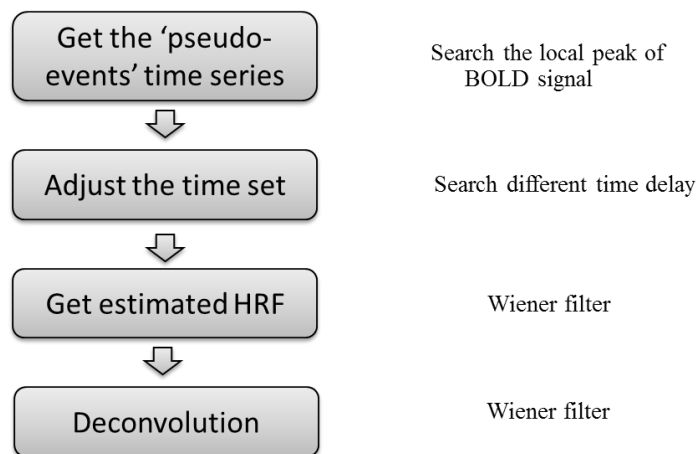 Get the ‘pseudo-
events’ time series
Search the local peak of
BOLD signal
Adjust the time set
Search different time delay
Get estimated HRF
Wiener filter
Deconvolution
Wiener filter